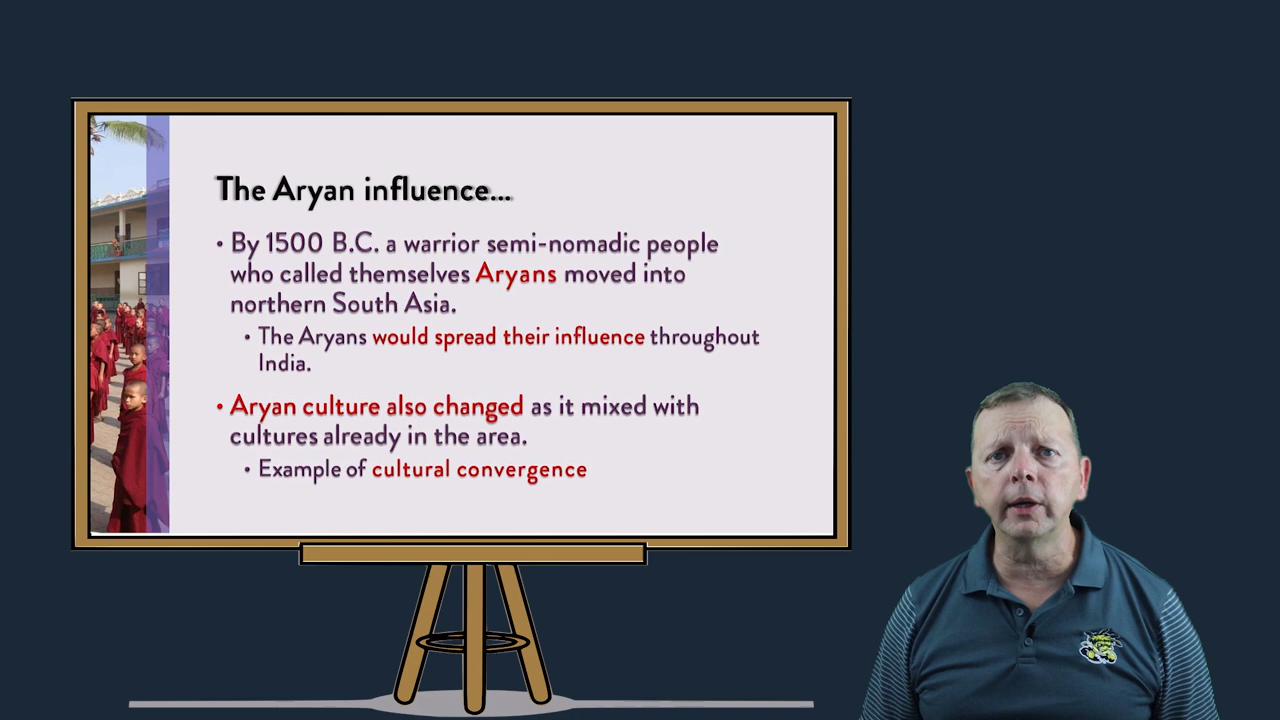 The Aryan influence...
• By 1500 B.C. a warrior semi-nomadic people
who called themselves Aryans moved into
northern South Asia.
• The Aryans would spread their influence throughout
India.
• Aryan culture also changed as it mixed with
cultures already in the area.
• Example of cultural convergence